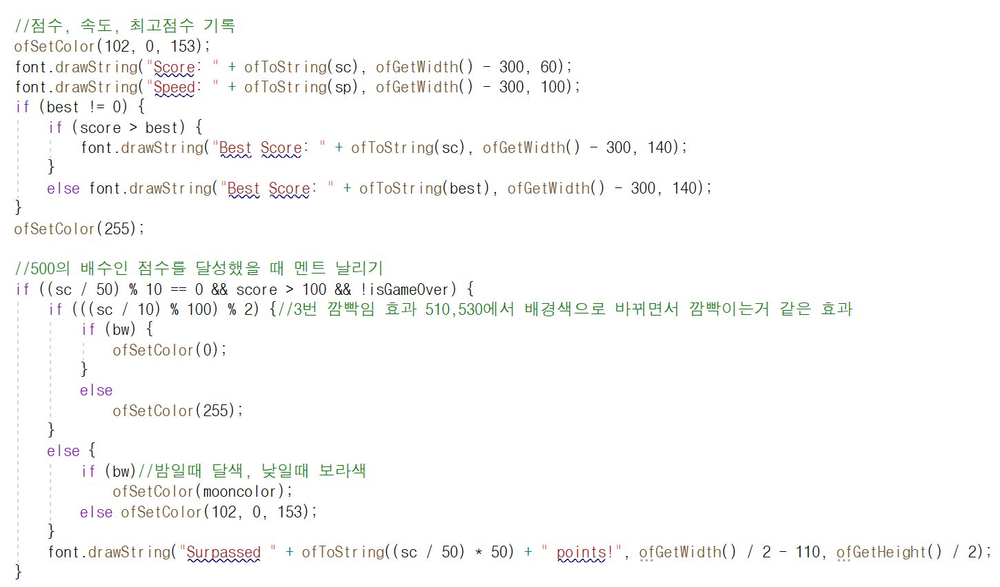 //점수, 속도, 최고점수 기록
ofSetColor(102, 0, 153);
font.drawString("Score: " + ofToString(sc), ofGetWidth() - 300, 60);
font.drawString("Speed: " + ofToString(sp), ofGetWidth() - 300, 100);
if (best != 0) {
    if (score > best) {
        font.drawString("Best Score: " + ofToString(sc), ofGetWidth() - 300, 140);
    }
    else font.drawString("Best Score: " + ofToString(best), ofGetWidth() - 300, 140);
}
ofSetColor(255);

//500의 배수인 점수를 달성했을 때 멘트 날리기
if ((sc / 50) % 10 == 0 && score > 100 && !isGameOver) {
    if (((sc / 10) % 100) % 2) {//3번 깜빡임 효과 510,530에서 배경색으로 바뀌면서 깜빡이는거 같은 효과
        if (bw) {
            ofSetColor(0);
        }
        else
            ofSetColor(255);
    }
    else {
        if (bw)//밤일때 달색, 낮일때 보라색
            ofSetColor(mooncolor);
        else ofSetColor(102, 0, 153);
    }
    font.drawString("Surpassed " + ofToString((sc / 50) * 50) + " points!", ofGetWidth() / 2 - 110, ofGetHeight() / 2);
}